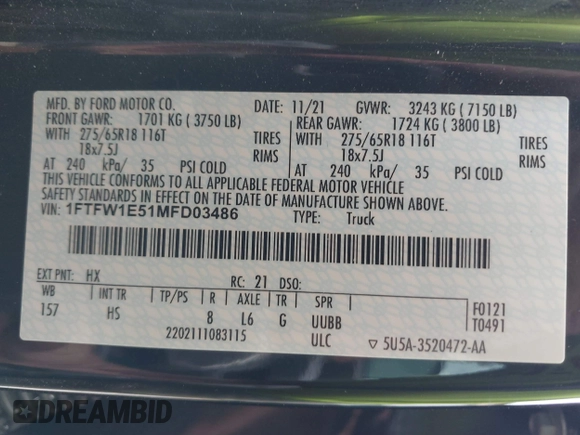 MFD. BY FORD MOTOR CO. DATE: 11/21 GVWR: 3243 KG ( 7150 LB)
FRONT GAWR: 1701 KG ( 3750 LB) REAR GAWR: 1724 KG ( 3800 LB)
WITH 275/65R18 116T TIRES WITH 275/65R18 116T TIRES
18x7.5J RIMS 18x7.5J RIMS
AT 240 kPa/ 35 PSI COLD AT 240 kPa/ 35 PSI COLD
THIS VEHICLE CONFORMS TO ALL APPLICABLE FEDERAL MOTOR VEHICLE
SAFETY STANDARDS IN EFFECT ON THE DATE OF MANUFACTURE SHOWN ABOVE.
VIN: 1FTFW1E51MFD03486 TYPE: Truck
EXT PNT: HX RC: 21 DSO:
WB INT TR TP/PS R AXLE TR SPR F0121
157 HS 8 L6 G UUBB T0491
2202111083115 ULC ▽ 5U5A-3520472-AA
DREAMBID